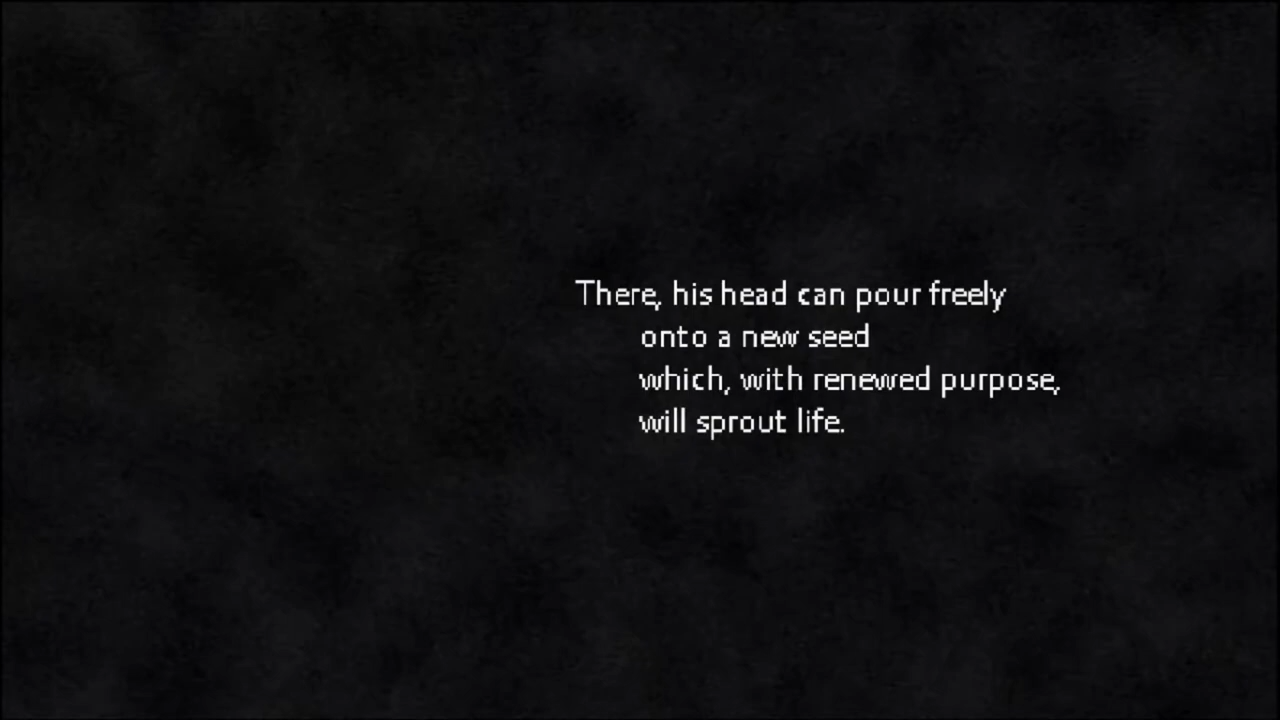 There, his head can pour freely
onto a new seed
which, with renewed purpose,
will sprout life.